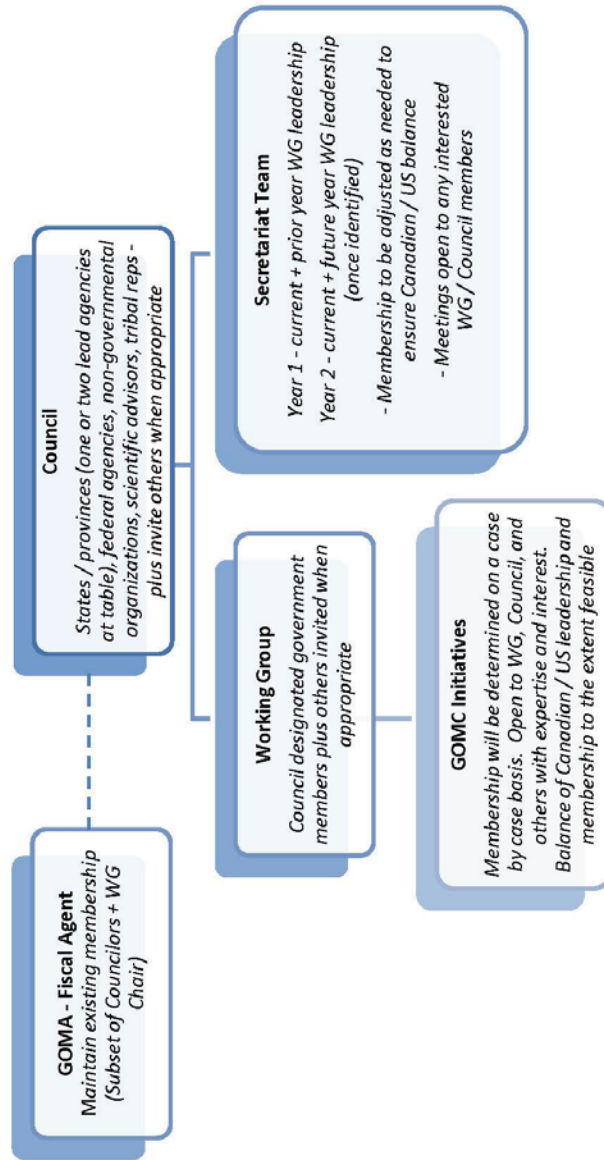 GOMA - Fiscal Agent
Maintain existing membership
(Subset of Councilors + WG
Chair)
Council
States / provinces (one or two lead agencies
at table), federal agencies, non-governmental
organizations, scientific advisors, tribal reps -
plus invite others when appropriate
Working Group
Council designated government
members plus others invited when
appropriate
Secretariat Team
Year 1 - current + prior year WG leadership
Year 2 - current + future year WG leadership
(once identified)
- Membership to be adjusted as needed to
ensure Canadian / US balance
- Meetings open to any interested
WG / Council members
GOMC Initiatives
Membership will be determined on a case
by case basis. Open to WG, Council, and
others with expertise and interest.
Balance of Canadian / US leadership and
membership to the extent feasible